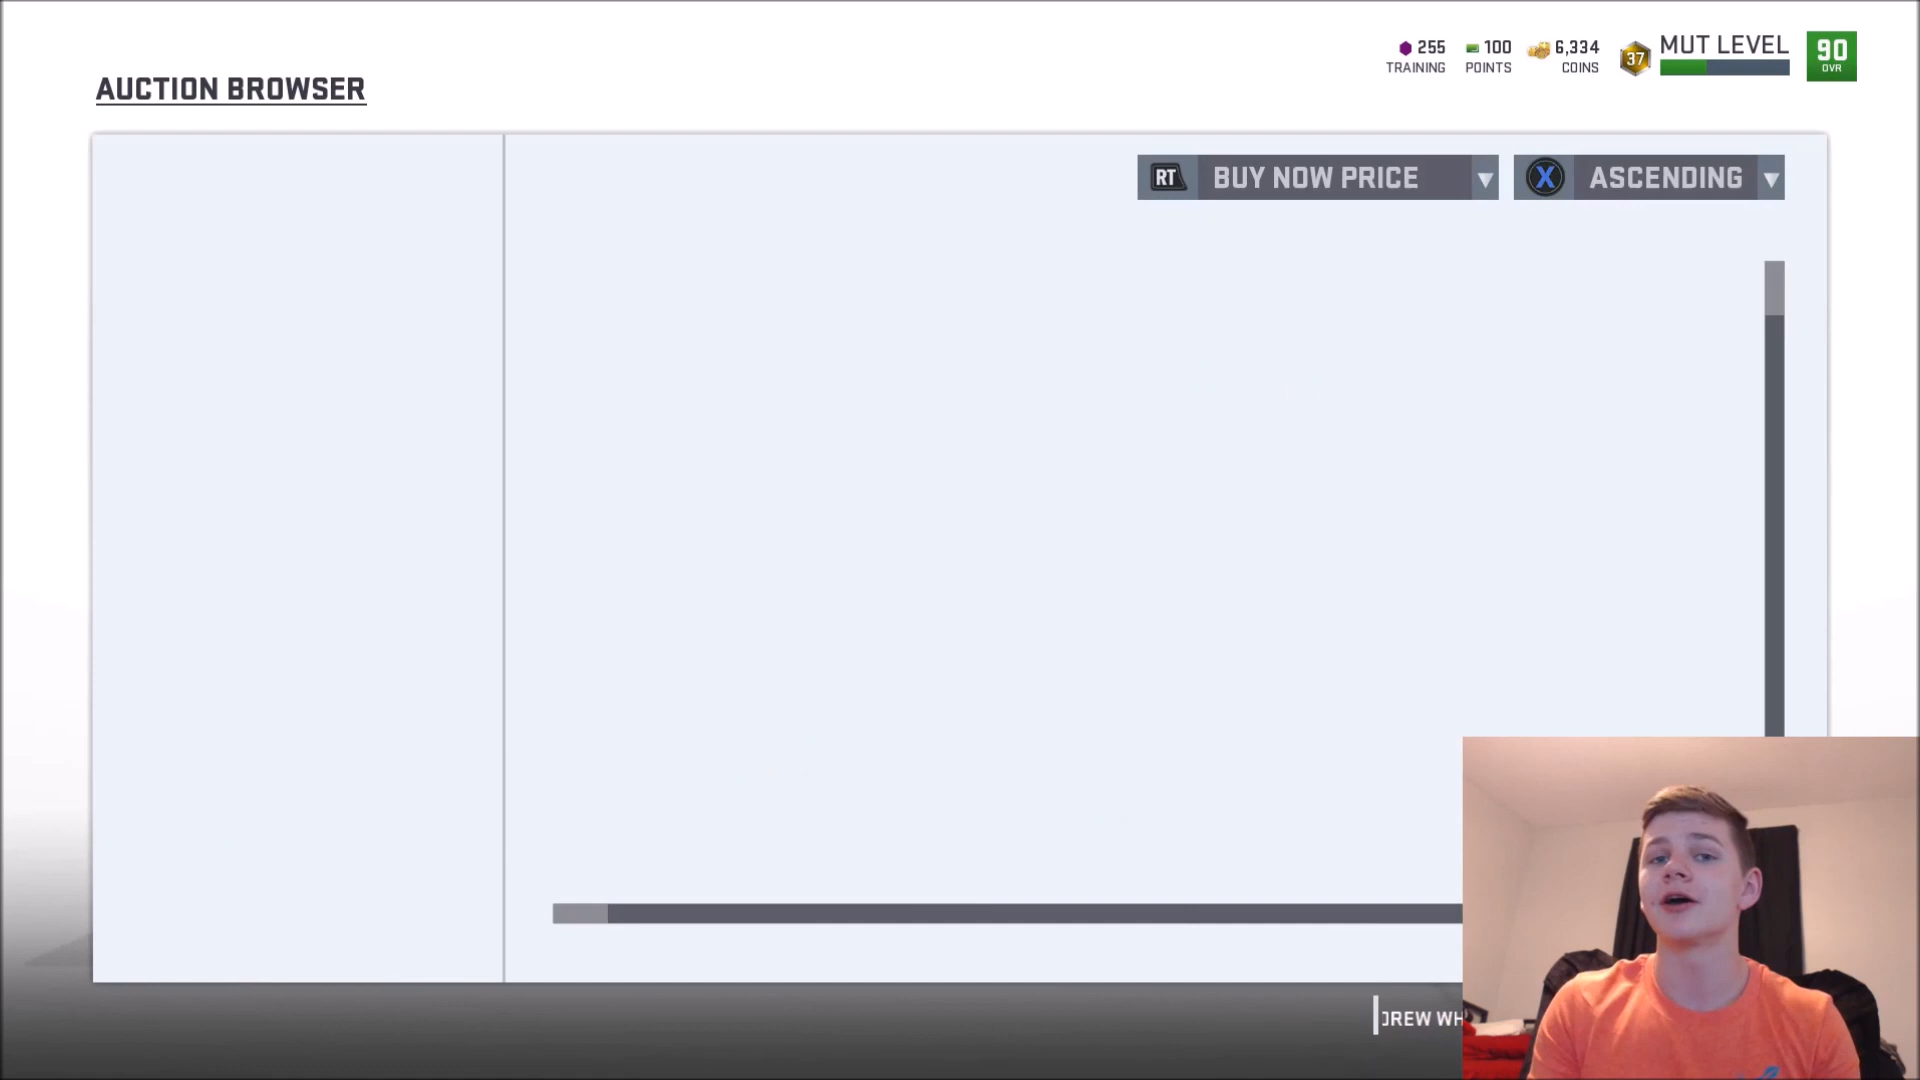 255
TRAINING
100
POINTS
6,334
COINS
37
MUT LEVEL
90
OVR
AUCTION BROWSER
RT
BUY NOW PRICE
X
ASCENDING